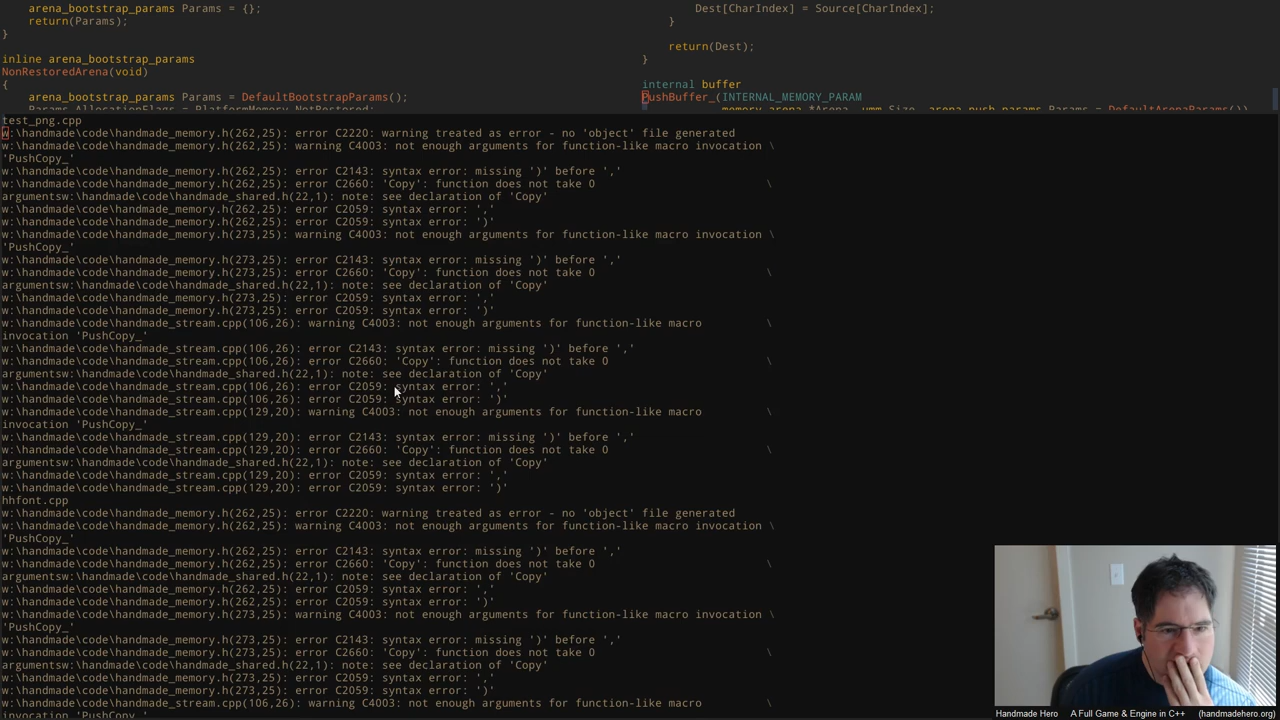 arena_bootstrap_params Params = {};
return(Params);
}
inline arena_bootstrap_params
NonRestoredArena(void)
{
arena_bootstrap_params Params = DefaultBootstrapParams();
Params.AllocationFlags = PlatformMemory_NotRestored;
Dest[CharIndex] = Source[CharIndex];
}
return(Dest);
}
internal buffer
PushBuffer_(INTERNAL_MEMORY_PARAM
memory_arena *Arena, umm Size, arena_push_params Params = DefaultArenaParams())
test_png.cpp
w:\handmade\code\handmade_memory.h(262,25): error C2220: warning treated as error - no 'object' file generated
w:\handmade\code\handmade_memory.h(262,25): warning C4003: not enough arguments for function-like macro invocation \
'PushCopy_'
w:\handmade\code\handmade_memory.h(262,25): error C2143: syntax error: missing ')' before ','
w:\handmade\code\handmade_memory.h(262,25): error C2660: 'Copy': function does not take 0 \
argumentsw:\handmade\code\handmade_shared.h(22,1): note: see declaration of 'Copy'
w:\handmade\code\handmade_memory.h(262,25): error C2059: syntax error: ','
w:\handmade\code\handmade_memory.h(262,25): error C2059: syntax error: ')'
w:\handmade\code\handmade_memory.h(273,25): warning C4003: not enough arguments for function-like macro invocation \
'PushCopy_'
w:\handmade\code\handmade_memory.h(273,25): error C2143: syntax error: missing ')' before ','
w:\handmade\code\handmade_memory.h(273,25): error C2660: 'Copy': function does not take 0 \
argumentsw:\handmade\code\handmade_shared.h(22,1): note: see declaration of 'Copy'
w:\handmade\code\handmade_memory.h(273,25): error C2059: syntax error: ','
w:\handmade\code\handmade_memory.h(273,25): error C2059: syntax error: ')'
w:\handmade\code\handmade_stream.cpp(106,26): warning C4003: not enough arguments for function-like macro \
invocation 'PushCopy_'
w:\handmade\code\handmade_stream.cpp(106,26): error C2143: syntax error: missing ')' before ','
w:\handmade\code\handmade_stream.cpp(106,26): error C2660: 'Copy': function does not take 0 \
argumentsw:\handmade\code\handmade_shared.h(22,1): note: see declaration of 'Copy'
w:\handmade\code\handmade_stream.cpp(106,26): error C2059: syntax error: ','
w:\handmade\code\handmade_stream.cpp(106,26): error C2059: syntax error: ')'
w:\handmade\code\handmade_stream.cpp(129,20): warning C4003: not enough arguments for function-like macro \
invocation 'PushCopy_'
w:\handmade\code\handmade_stream.cpp(129,20): error C2143: syntax error: missing ')' before ','
w:\handmade\code\handmade_stream.cpp(129,20): error C2660: 'Copy': function does not take 0 \
argumentsw:\handmade\code\handmade_shared.h(22,1): note: see declaration of 'Copy'
w:\handmade\code\handmade_stream.cpp(129,20): error C2059: syntax error: ','
w:\handmade\code\handmade_stream.cpp(129,20): error C2059: syntax error: ')'
hhfont.cpp
w:\handmade\code\handmade_memory.h(262,25): error C2220: warning treated as error - no 'object' file generated
w:\handmade\code\handmade_memory.h(262,25): warning C4003: not enough arguments for function-like macro invocation \
'PushCopy_'
w:\handmade\code\handmade_memory.h(262,25): error C2143: syntax error: missing ')' before ','
w:\handmade\code\handmade_memory.h(262,25): error C2660: 'Copy': function does not take 0 \
argumentsw:\handmade\code\handmade_shared.h(22,1): note: see declaration of 'Copy'
w:\handmade\code\handmade_memory.h(262,25): error C2059: syntax error: ','
w:\handmade\code\handmade_memory.h(262,25): error C2059: syntax error: ')'
w:\handmade\code\handmade_memory.h(273,25): warning C4003: not enough arguments for function-like macro invocation \
'PushCopy_'
w:\handmade\code\handmade_memory.h(273,25): error C2143: syntax error: missing ')' before ','
w:\handmade\code\handmade_memory.h(273,25): error C2660: 'Copy': function does not take 0 \
argumentsw:\handmade\code\handmade_shared.h(22,1): note: see declaration of 'Copy'
w:\handmade\code\handmade_memory.h(273,25): error C2059: syntax error: ','
w:\handmade\code\handmade_memory.h(273,25): error C2059: syntax error: ')'
w:\handmade\code\handmade_stream.cpp(106,26): warning C4003: not enough arguments for function-like macro \
invocation 'PushCopy_'
Handmade Hero A Full Game & Engine in C++ (handmadehero.org)